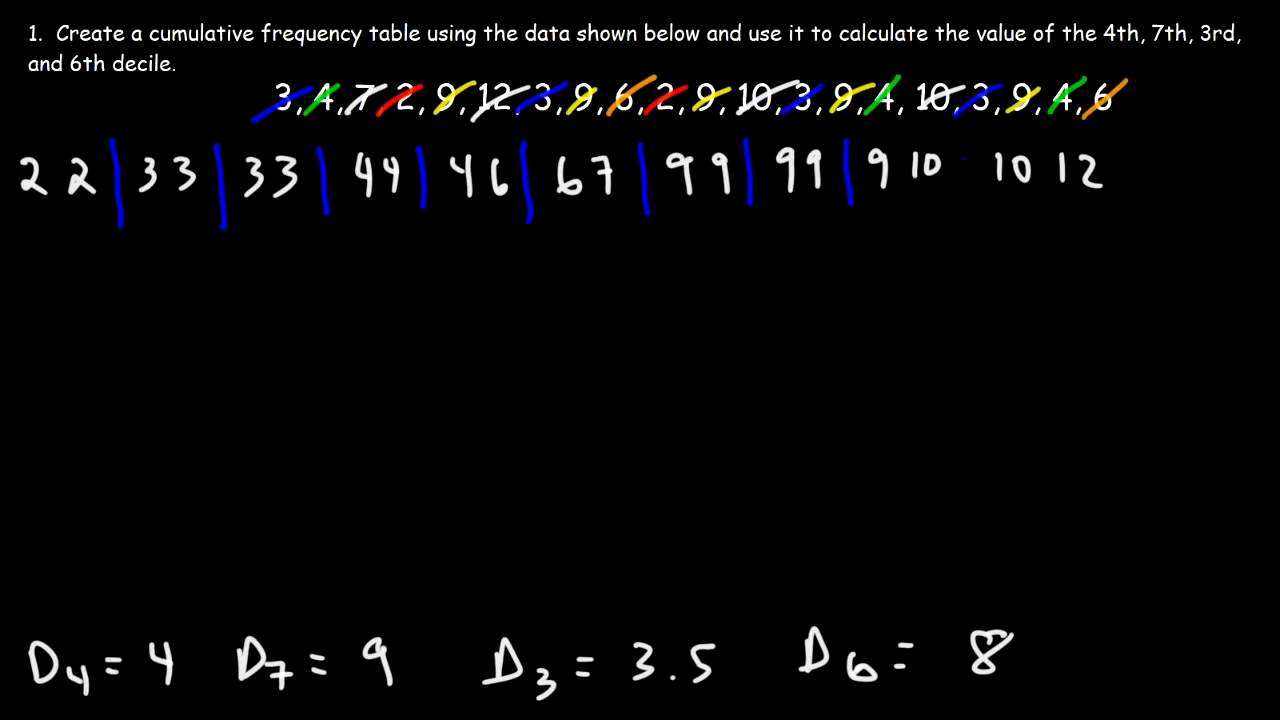 1. Create a cumulative frequency table using the data shown below and use it to calculate the value of the 4th, 7th, 3rd,
and 6th decile.
3, 4, 7, 2, 9, 12, 3, 9, 6, 2, 9, 10, 3, 9, 4, 10, 3, 9, 4, 6
2 2 | 3 3 | 3 3 | 4 4 | 4 6 | 6 7 | 9 9 | 9 9 | 9 10 10 12
D4 = 4 D7 = 9 D3 = 3.5 D6 = 8